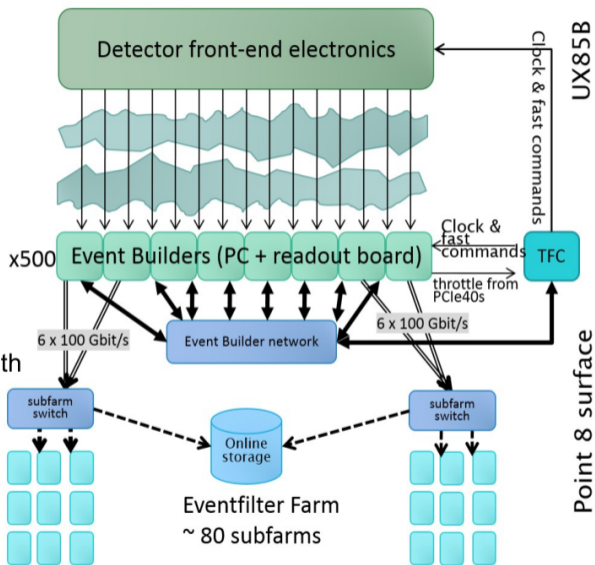 Detector front-end electronics
UX85B
Clock & fast commands
x500
Event Builders (PC + readout board)
Clock &
fast
commands
TFC
throttle from
PCIe40s
6 x 100 Gbit/s
Event Builder network
6 x 100 Gbit/s
th
subfarm
switch
subfarm
switch
Online
storage
Point 8 surface
Eventfilter Farm
~ 80 subfarms